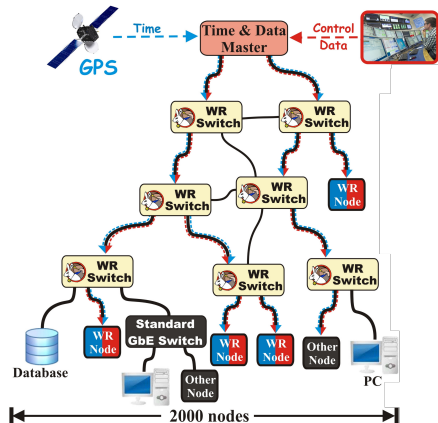 GPS
Time
Time & Data
Master
Control
Data
WR
Switch
WR
Switch
WR
Switch
WR
Switch
WR
Node
WR
Switch
WR
Switch
WR
Switch
Database
WR
Node
Standard
GbE Switch
Other
Node
WR
Node
WR
Node
Other
Node
PC
2000 nodes